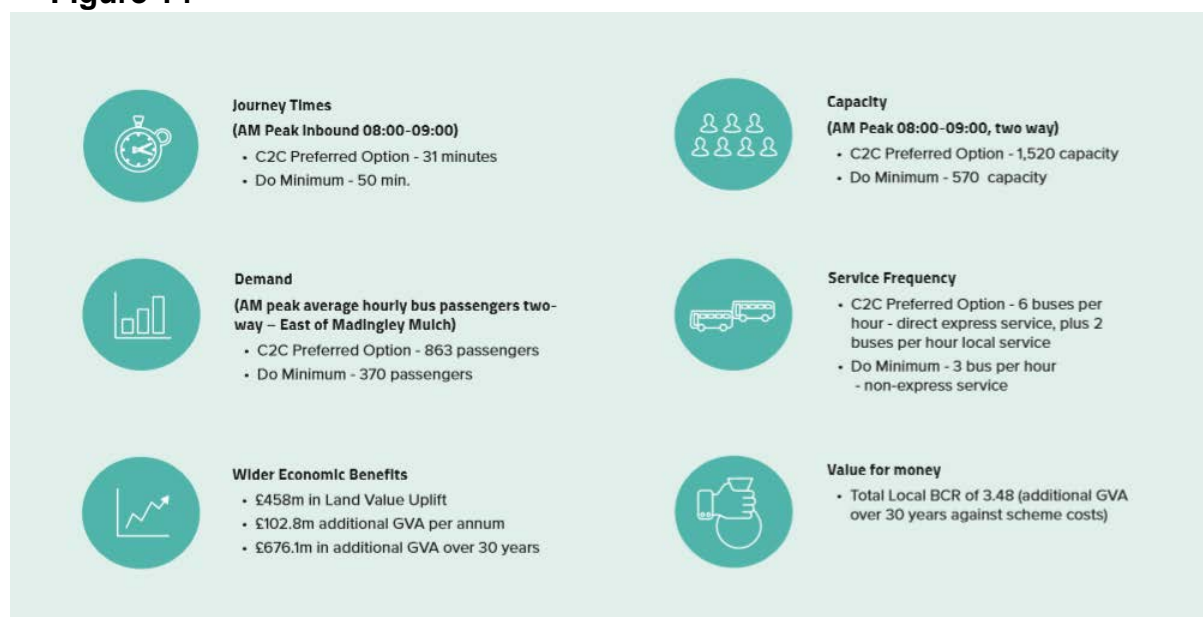 Journey Times
(AM Peak Inbound 08:00-09:00)
• C2C Preferred Option - 31 minutes
• Do Minimum - 50 min.
Capacity
(AM Peak 08:00-09:00, two way)
• C2C Preferred Option - 1,520 capacity
• Do Minimum - 570 capacity
Demand
(AM peak average hourly bus passengers two-
way – East of Madingley Mulch)
• C2C Preferred Option - 863 passengers
• Do Minimum - 370 passengers
Service Frequency
• C2C Preferred Option - 6 buses per
hour - direct express service, plus 2
buses per hour local service
• Do Minimum - 3 bus per hour
- non-express service
Wider Economic Benefits
• £458m in Land Value Uplift
• £102.8m additional GVA per annum
• £676.1m in additional GVA over 30 years
Value for money
• Total Local BCR of 3.48 (additional GVA
over 30 years against scheme costs)